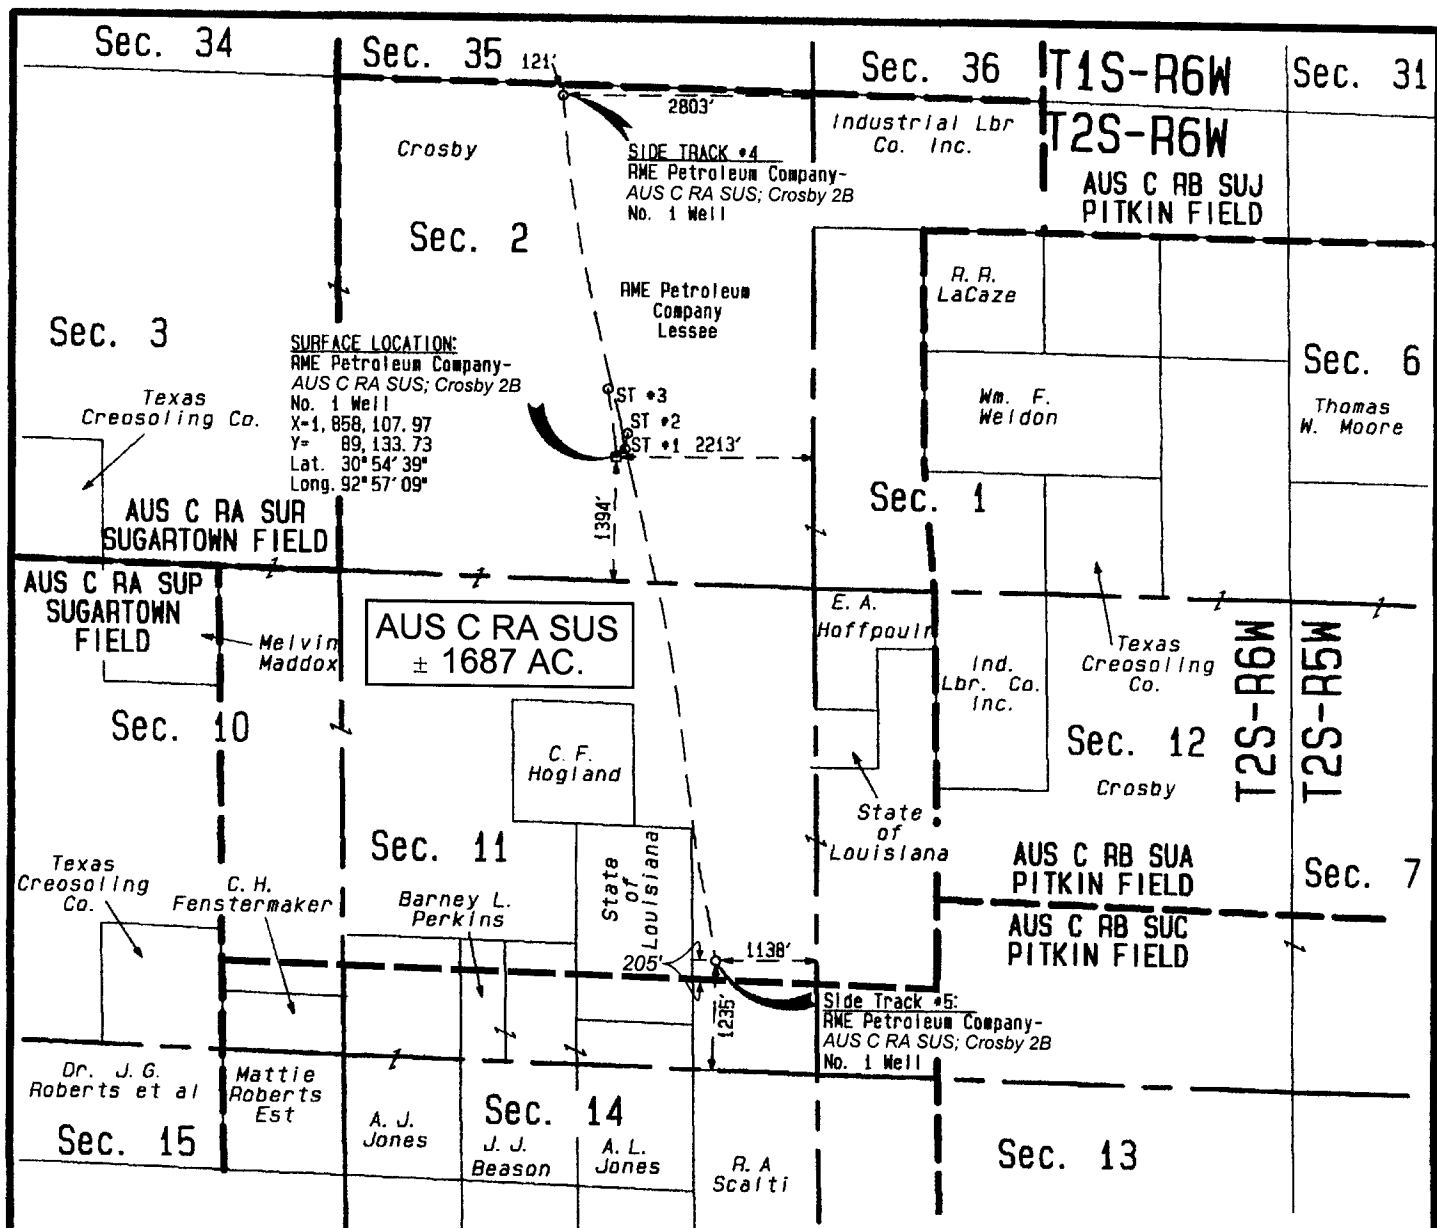 Sec. 34
Sec. 35
121'
Sec. 36
T1S-R6W
Sec. 31
2803'
T2S-R6W
Industrial Lbr
Co. Inc.
Crosby
SIDE TRACK #4
RME Petroleum Company-
AUS C RA SUS; Crosby 2B
No. 1 Well
AUS C RB SUJ
PITKIN FIELD
Sec. 2
R. R.
LaCaze
RME Petroleum
Company
Lessee
Sec. 3
SURFACE LOCATION:
RME Petroleum Company-
AUS C RA SUS; Crosby 2B
No. 1 Well
X=1,858,107.97
Y= 89,133.73
Lat. 30°54'39"
Long. 92°57'09"
Sec. 6
Texas
Creosoling Co.
ST #3
ST #2
ST #1 2213'
Wm. F.
Weldon
Thomas
W. Moore
Sec. 1
1394'
AUS C RA SUR
SUGARTOWN FIELD
AUS C RA SUP
SUGARTOWN
FIELD
Melvin
Maddox
AUS C RA SUS
± 1687 AC.
E. A.
Hoffpouir
Ind.
Lbr. Co.
Inc.
Texas
Creosoling
Co.
T2S-R6W
T2S-R5W
Sec. 10
C. F.
Hogland
Sec. 12
Crosby
State
of
Louisiana
Sec. 11
State
of
Louisiana
AUS C RB SUA
PITKIN FIELD
Sec. 7
Texas
Creosoling
Co.
C. H.
Fenstermaker
Barney L.
Perkins
AUS C RB SUC
PITKIN FIELD
205'
1138'
1235'
Side Track #5:
RME Petroleum Company-
AUS C RA SUS; Crosby 2B
No. 1 Well
Dr. J. G.
Roberts et al
Mattie
Roberts
Est
Sec. 15
A. J.
Jones
Sec. 14
J. J.
Beason
A. L.
Jones
R. A
Scalti
Sec. 13